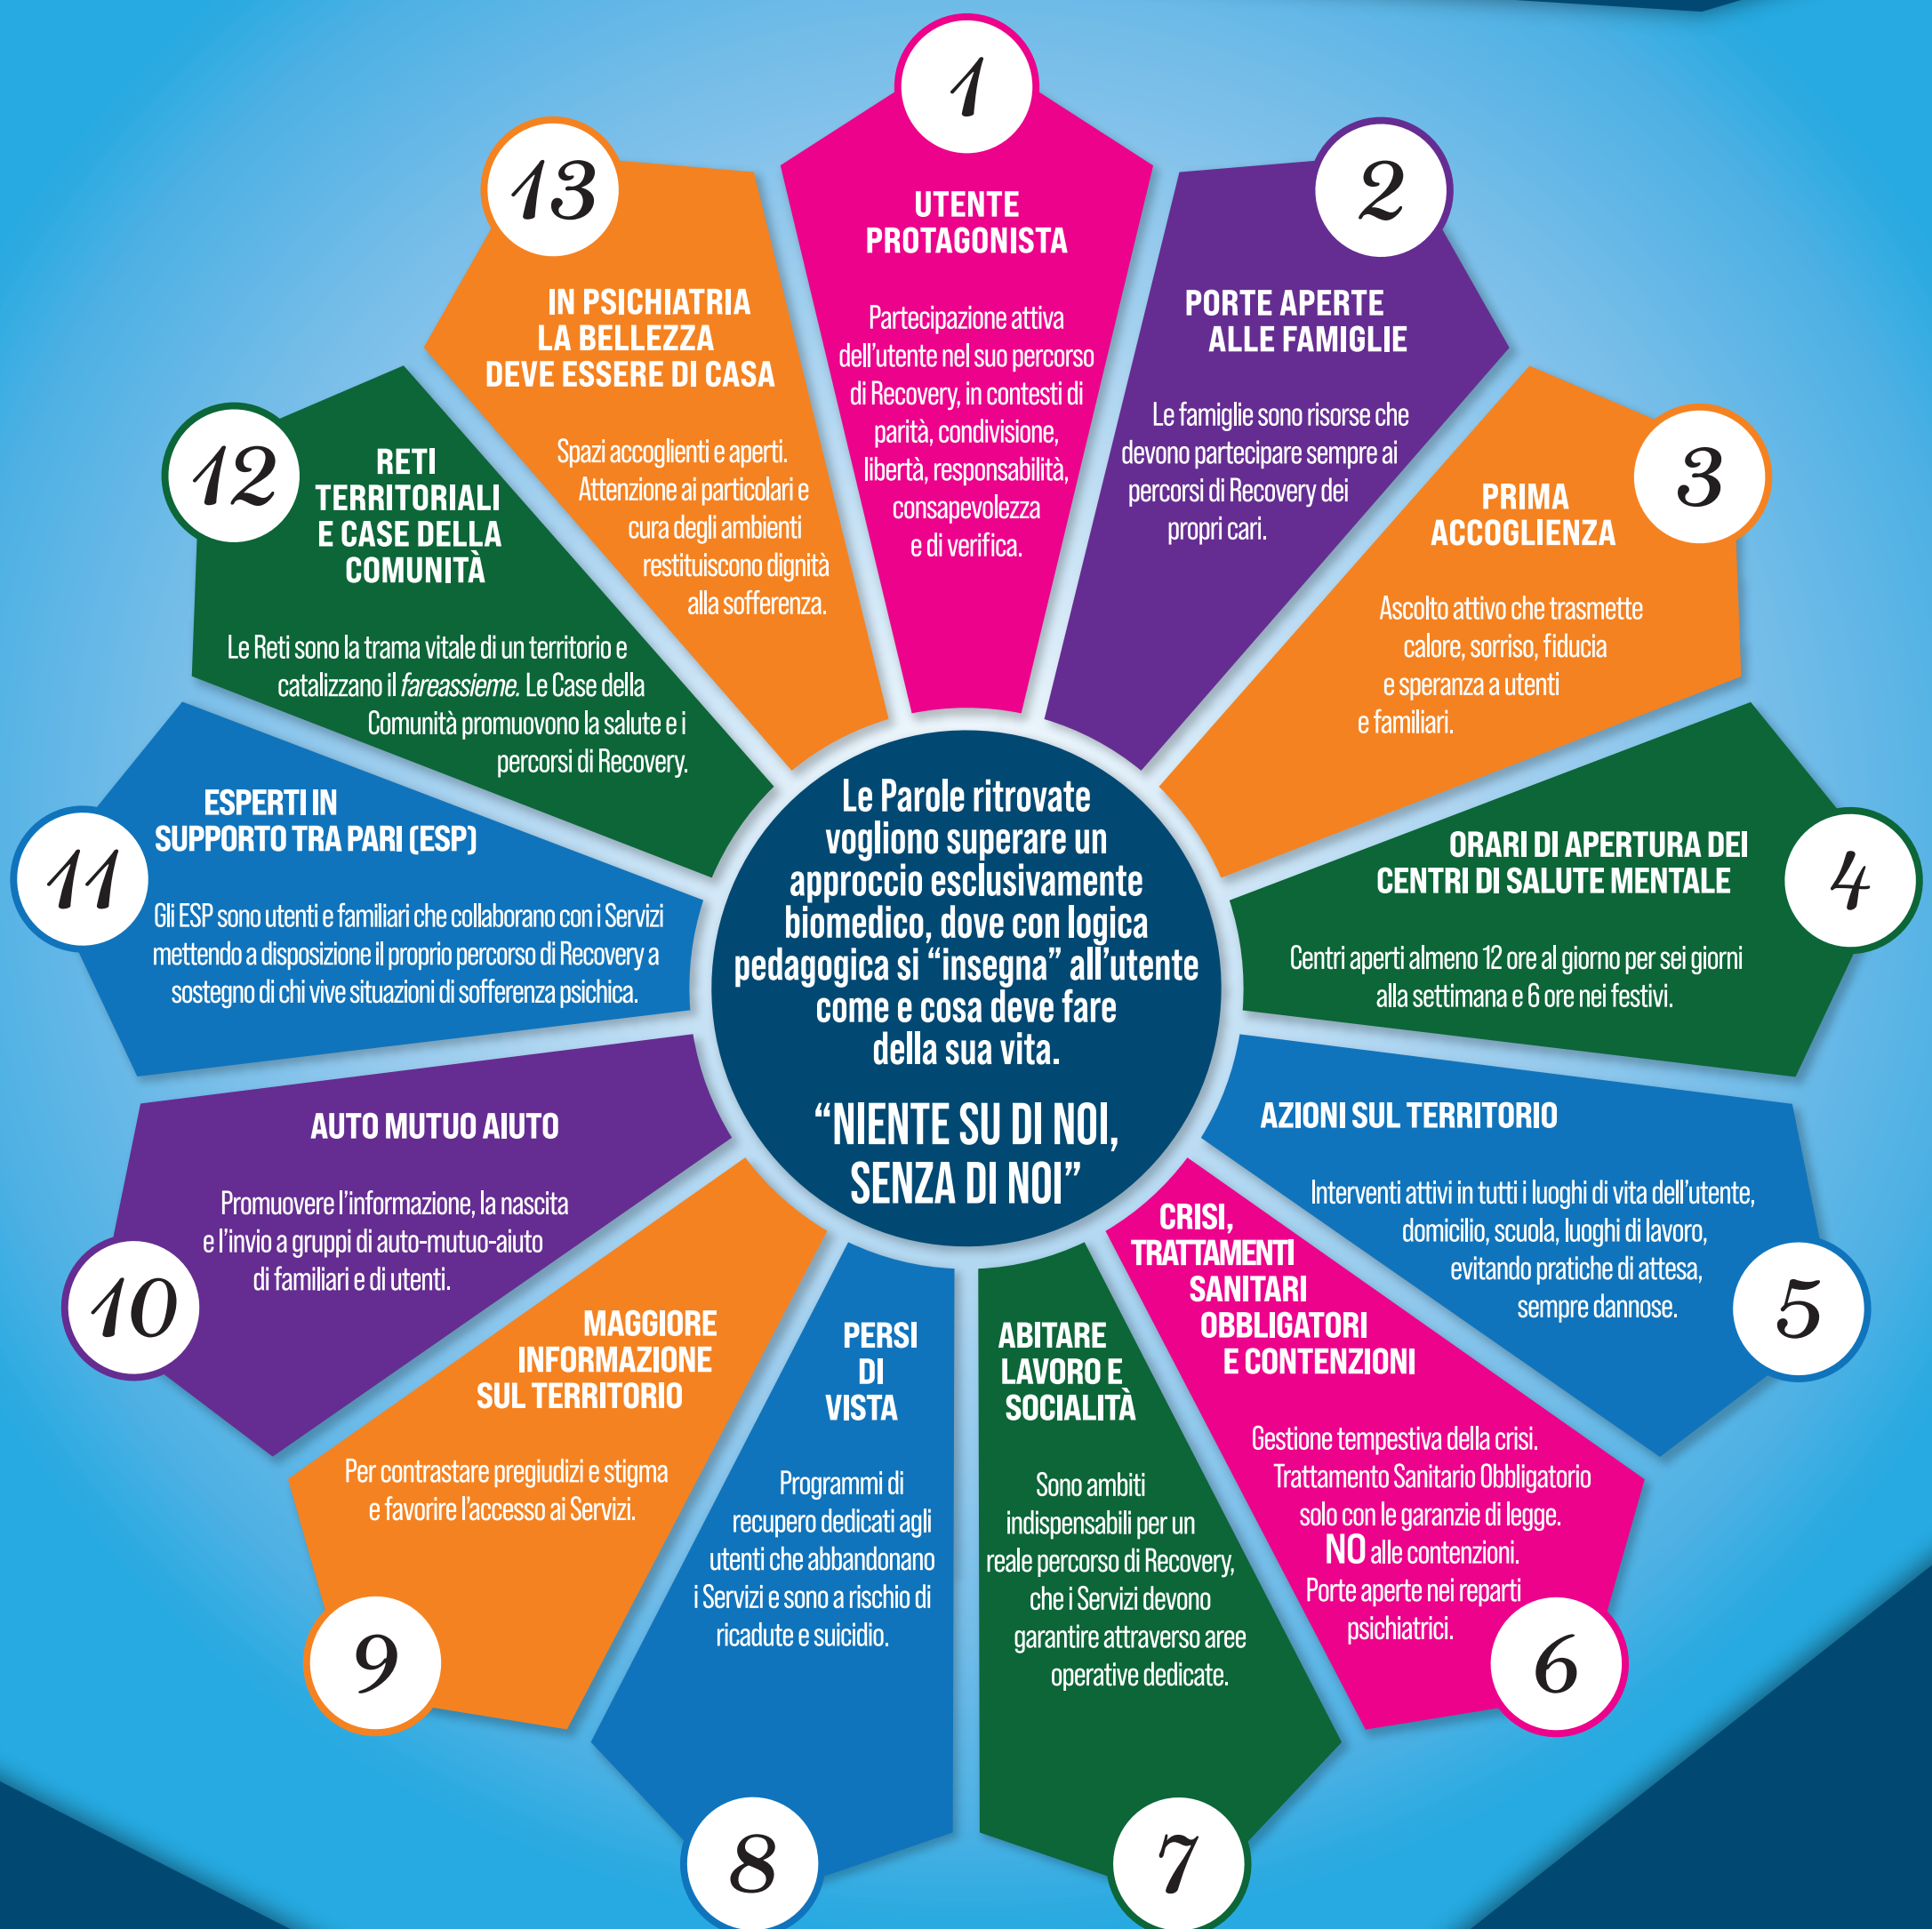 1
UTENTE
PROTAGONISTA
Partecipazione attiva
dell'utente nel suo percorso
di Recovery, in contesti di
parità, condivisione,
libertà, responsabilità,
consapevolezza
e di verifica.
2
PORTE APERTE
ALLE FAMIGLIE
Le famiglie sono risorse che
devono partecipare sempre ai
percorsi di Recovery dei
propri cari.
3
PRIMA
ACCOGLIENZA
Ascolto attivo che trasmette
calore, sorriso, fiducia
e speranza a utenti
e familiari.
4
ORARI DI APERTURA DEI
CENTRI DI SALUTE MENTALE
Centri aperti almeno 12 ore al giorno per sei giorni
alla settimana e 6 ore nei festivi.
5
AZIONI SUL TERRITORIO
Interventi attivi in tutti i luoghi di vita dell'utente,
domicilio, scuola, luoghi di lavoro,
evitando pratiche di attesa,
sempre dannose.
6
CRISI,
TRATTAMENTI
SANITARI
OBBLIGATORI
E CONTENZIONI
Gestione tempestiva della crisi.
Trattamento Sanitario Obbligatorio
solo con le garanzie di legge.
NO alle contenzioni.
Porte aperte nei reparti
psichiatrici.
7
ABITARE
LAVORO E
SOCIALITÀ
Sono ambiti
indispensabili per un
reale percorso di Recovery,
che i Servizi devono
garantire attraverso aree
operative dedicate.
8
PERSI
DI
VISTA
Programmi di
recupero dedicati agli
utenti che abbandonano
i Servizi e sono a rischio di
ricadute e suicidio.
9
MAGGIORE
INFORMAZIONE
SUL TERRITORIO
Per contrastare pregiudizi e stigma
e favorire l'accesso ai Servizi.
10
AUTO MUTUO AIUTO
Promuovere l'informazione, la nascita
e l'invio a gruppi di auto-mutuo-aiuto
di familiari e di utenti.
11
ESPERTI IN
SUPPORTO TRA PARI (ESP)
Gli ESP sono utenti e familiari che collaborano con i Servizi
mettendo a disposizione il proprio percorso di Recovery a
sostegno di chi vive situazioni di sofferenza psichica.
12
RETI
TERRITORIALI
E CASE DELLA
COMUNITÀ
Le Reti sono la trama vitale di un territorio e
catalizzano il fareassieme. Le Case della
Comunità promuovono la salute e i
percorsi di Recovery.
13
IN PSICHIATRIA
LA BELLEZZA
DEVE ESSERE DI CASA
Spazi accoglienti e aperti.
Attenzione ai particolari e
cura degli ambienti
restituiscono dignità
alla sofferenza.
Le Parole ritrovate
vogliono superare un
approccio esclusivamente
biomedico, dove con logica
pedagogica si “insegna” all'utente
come e cosa deve fare
della sua vita.
“NIENTE SU DI NOI,
SENZA DI NOI”